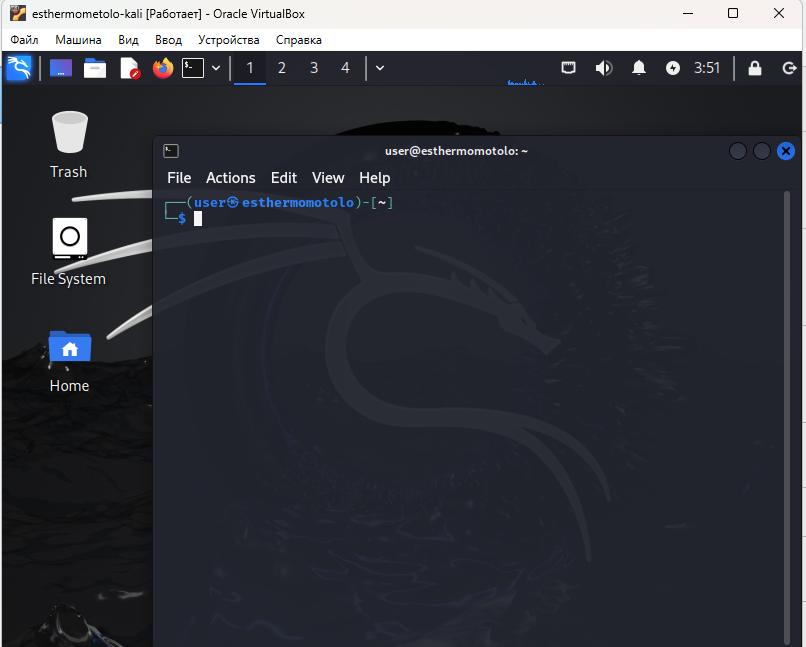 esthermometolo-kali [Работает] - Oracle VirtualBox
Файл Машина Вид Ввод Устройства Справка
1 2 3 4 3:51
Trash
File System
Home
user@esthermomotolo: ~
File Actions Edit View Help
┌──(user㉿esthermomotolo)-[~]
└─$